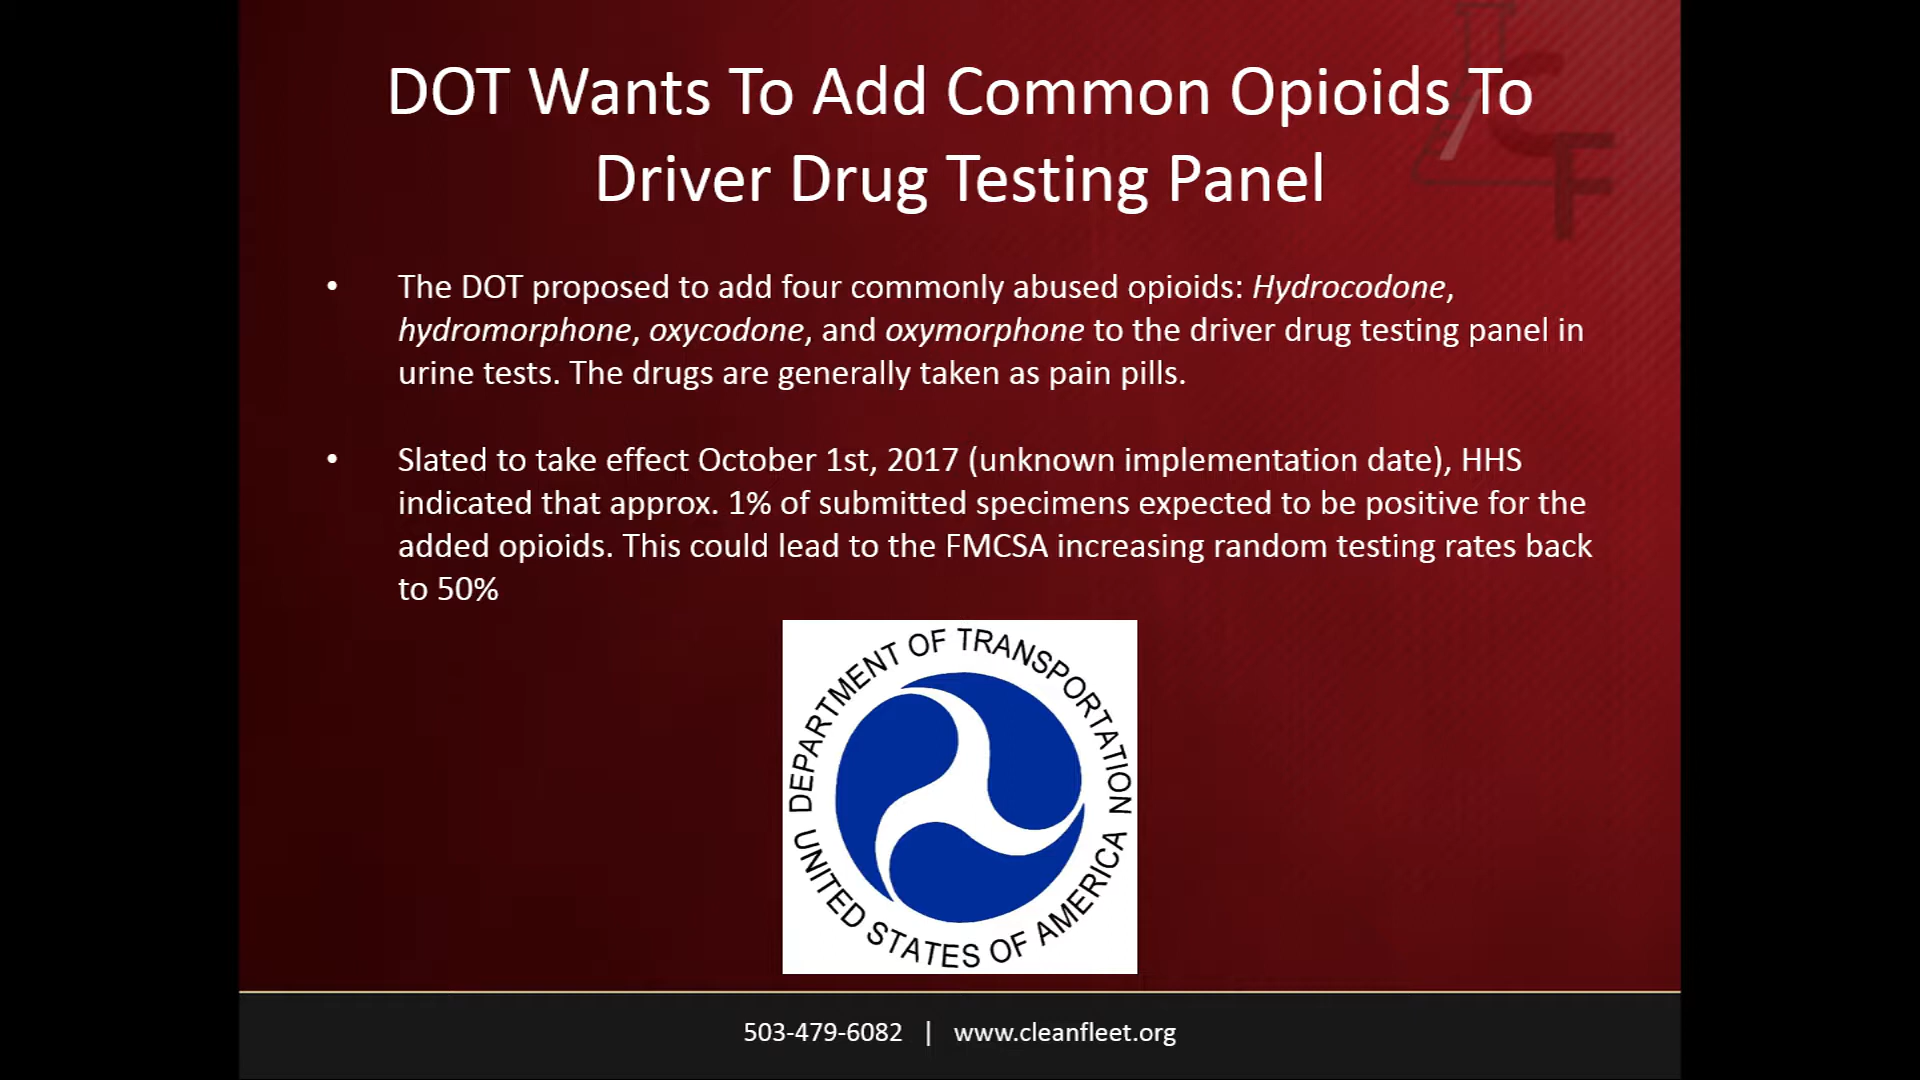 DOT Wants To Add Common Opioids To
Driver Drug Testing Panel
• The DOT proposed to add four commonly abused opioids: Hydrocodone,
hydromorphone, oxycodone, and oxymorphone to the driver drug testing panel in
urine tests. The drugs are generally taken as pain pills.
• Slated to take effect October 1st, 2017 (unknown implementation date), HHS
indicated that approx. 1% of submitted specimens expected to be positive for the
added opioids. This could lead to the FMCSA increasing random testing rates back
to 50%
DEPARTMENT OF TRANSPORTATION
UNITED STATES OF AMERICA
CF
503-479-6082 | www.cleanfleet.org